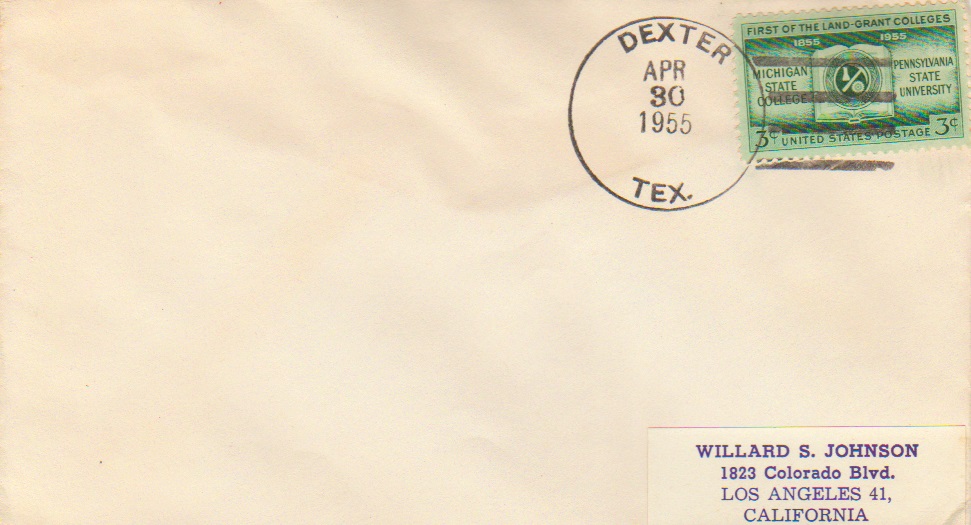 DEXTER
APR
30
1955
TEX.
FIRST OF THE LAND-GRANT COLLEGES
1855 1955
MICHIGAN
STATE
COLLEGE
PENNSYLVANIA
STATE
UNIVERSITY
3¢ UNITED STATES POSTAGE 3¢
WILLARD S. JOHNSON
1823 Colorado Blvd.
LOS ANGELES 41,
CALIFORNIA